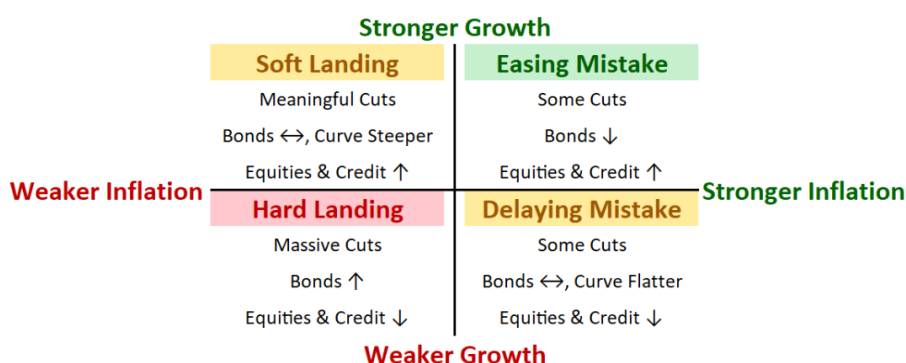 Stronger Growth
Soft Landing
Meaningful Cuts
Bonds ↔, Curve Steeper
Equities & Credit ↑
Easing Mistake
Some Cuts
Bonds ↓
Equities & Credit ↑
Weaker Inflation
Stronger Inflation
Hard Landing
Massive Cuts
Bonds ↑
Equities & Credit ↓
Delaying Mistake
Some Cuts
Bonds ↔, Curve Flatter
Equities & Credit ↓
Weaker Growth